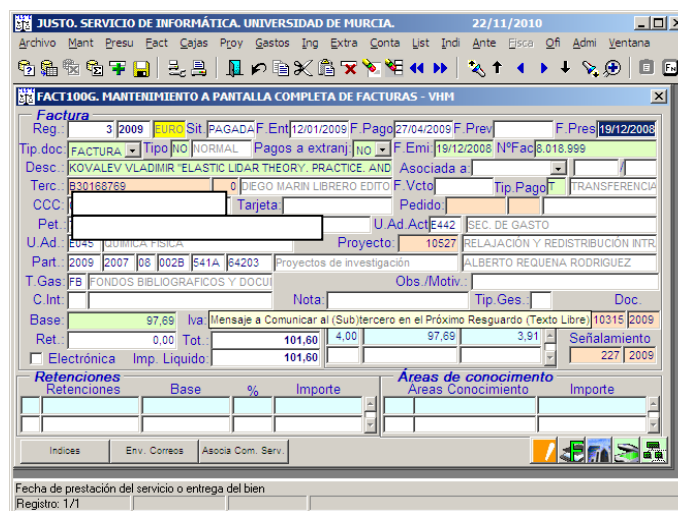 JUSTO. SERVICIO DE INFORMÁTICA. UNIVERSIDAD DE MURCIA. 22/11/2010
Archivo Mant Presu Fact Cajas Proy Gastos Ing Extra Conta List Indi Ante Fisca Ofi Admi Ventana
FACT100G. MANTENIMIENTO A PANTALLA COMPLETA DE FACTURAS - VHM
Factura
Reg.: 3 2009 EURO Sit. PAGADA F.Ent 12/01/2009 F.Pago 27/04/2009 F.Prev F.Pres 19/12/2008
Tip.doc: FACTURA Tipo NO NORMAL Pagos a extranj: NO F.Emi: 19/12/2008 NºFac 8.018.999
Desc.: KOVALEV VLADIMIR "ELASTIC LIDAR THEORY. PRACTICE. AND Asociada a: /
Terc.: B30168769 0 DIEGO MARIN LIBRERO EDITO F.Vcto Tip.Pago T TRANSFERENCIA
CCC: Tarjeta: Pedido:
Pet.: U.Ad.Act E442 SEC. DE GASTO
U.Ad.: E045 QUIMICA FISICA Proyecto: 10527 RELAJACIÓN Y REDISTRIBUCIÓN INTR
Part.: 2009 2007 08 002B 541A 64203 Proyectos de investigación ALBERTO REQUENA RODRIGUEZ
T.Gas: FB FONDOS BIBLIOGRAFICOS Y DOCU Obs./Motiv.:
C.Int: Nota: Tip.Ges.: Doc.
Base: 97,69 Iva: Mensaje a Comunicar al (Sub)tercero en el Próximo Resguardo (Texto Libre) 10315 2009
Ret.: 0,00 Tot.: 101,60 4,00 97,69 3,91 Señalamiento
Electrónica Imp. Liquido: 101,60 227 2009
Retenciones Áreas de conocimento
Retenciones Base % Importe Áreas Conocimiento Importe
Indices Env. Correos Asocia Com. Serv.
Fecha de prestación del servicio o entrega del bien
Registro: 1/1